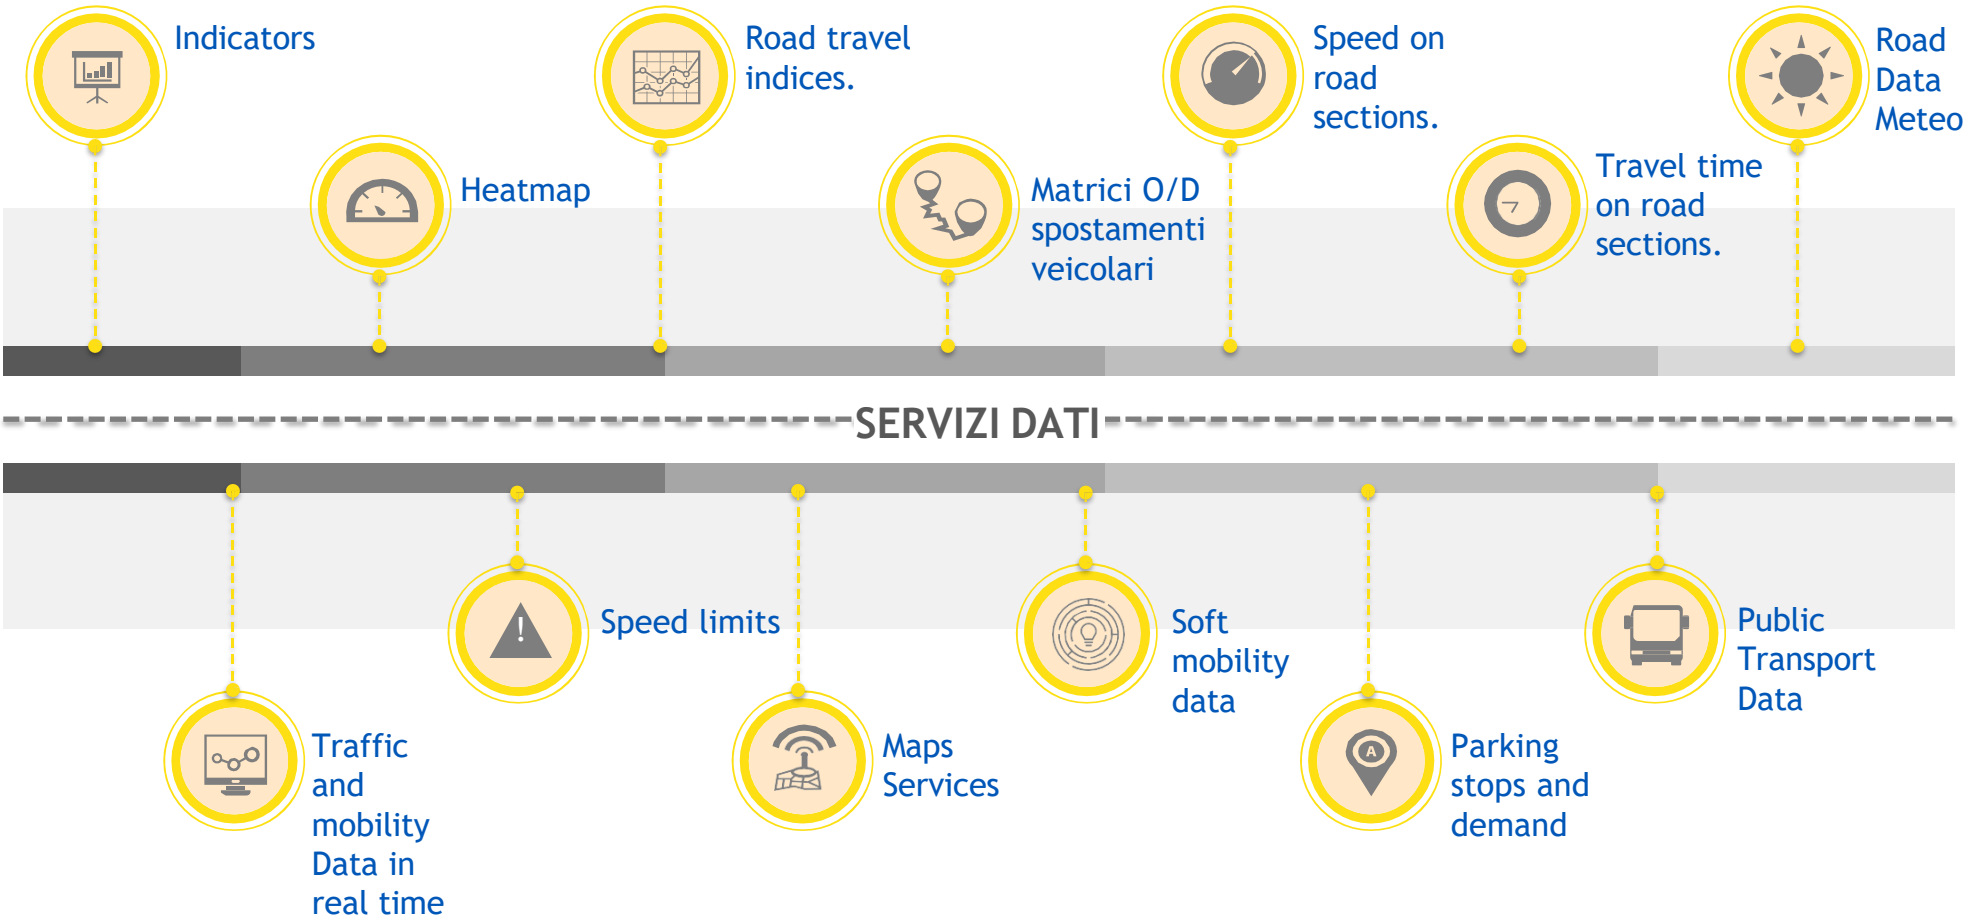 Indicators
Heatmap
Road travel
indices.
Matrici O/D
spostamenti
veicolari
Speed on
road
sections.
Travel time
on road
sections.
Road
Data
Meteo
SERVIZI DATI
Traffic
and
mobility
Data in
real time
!
Speed limits
Maps
Services
Soft
mobility
data
A
Parking
stops and
demand
Public
Transport
Data